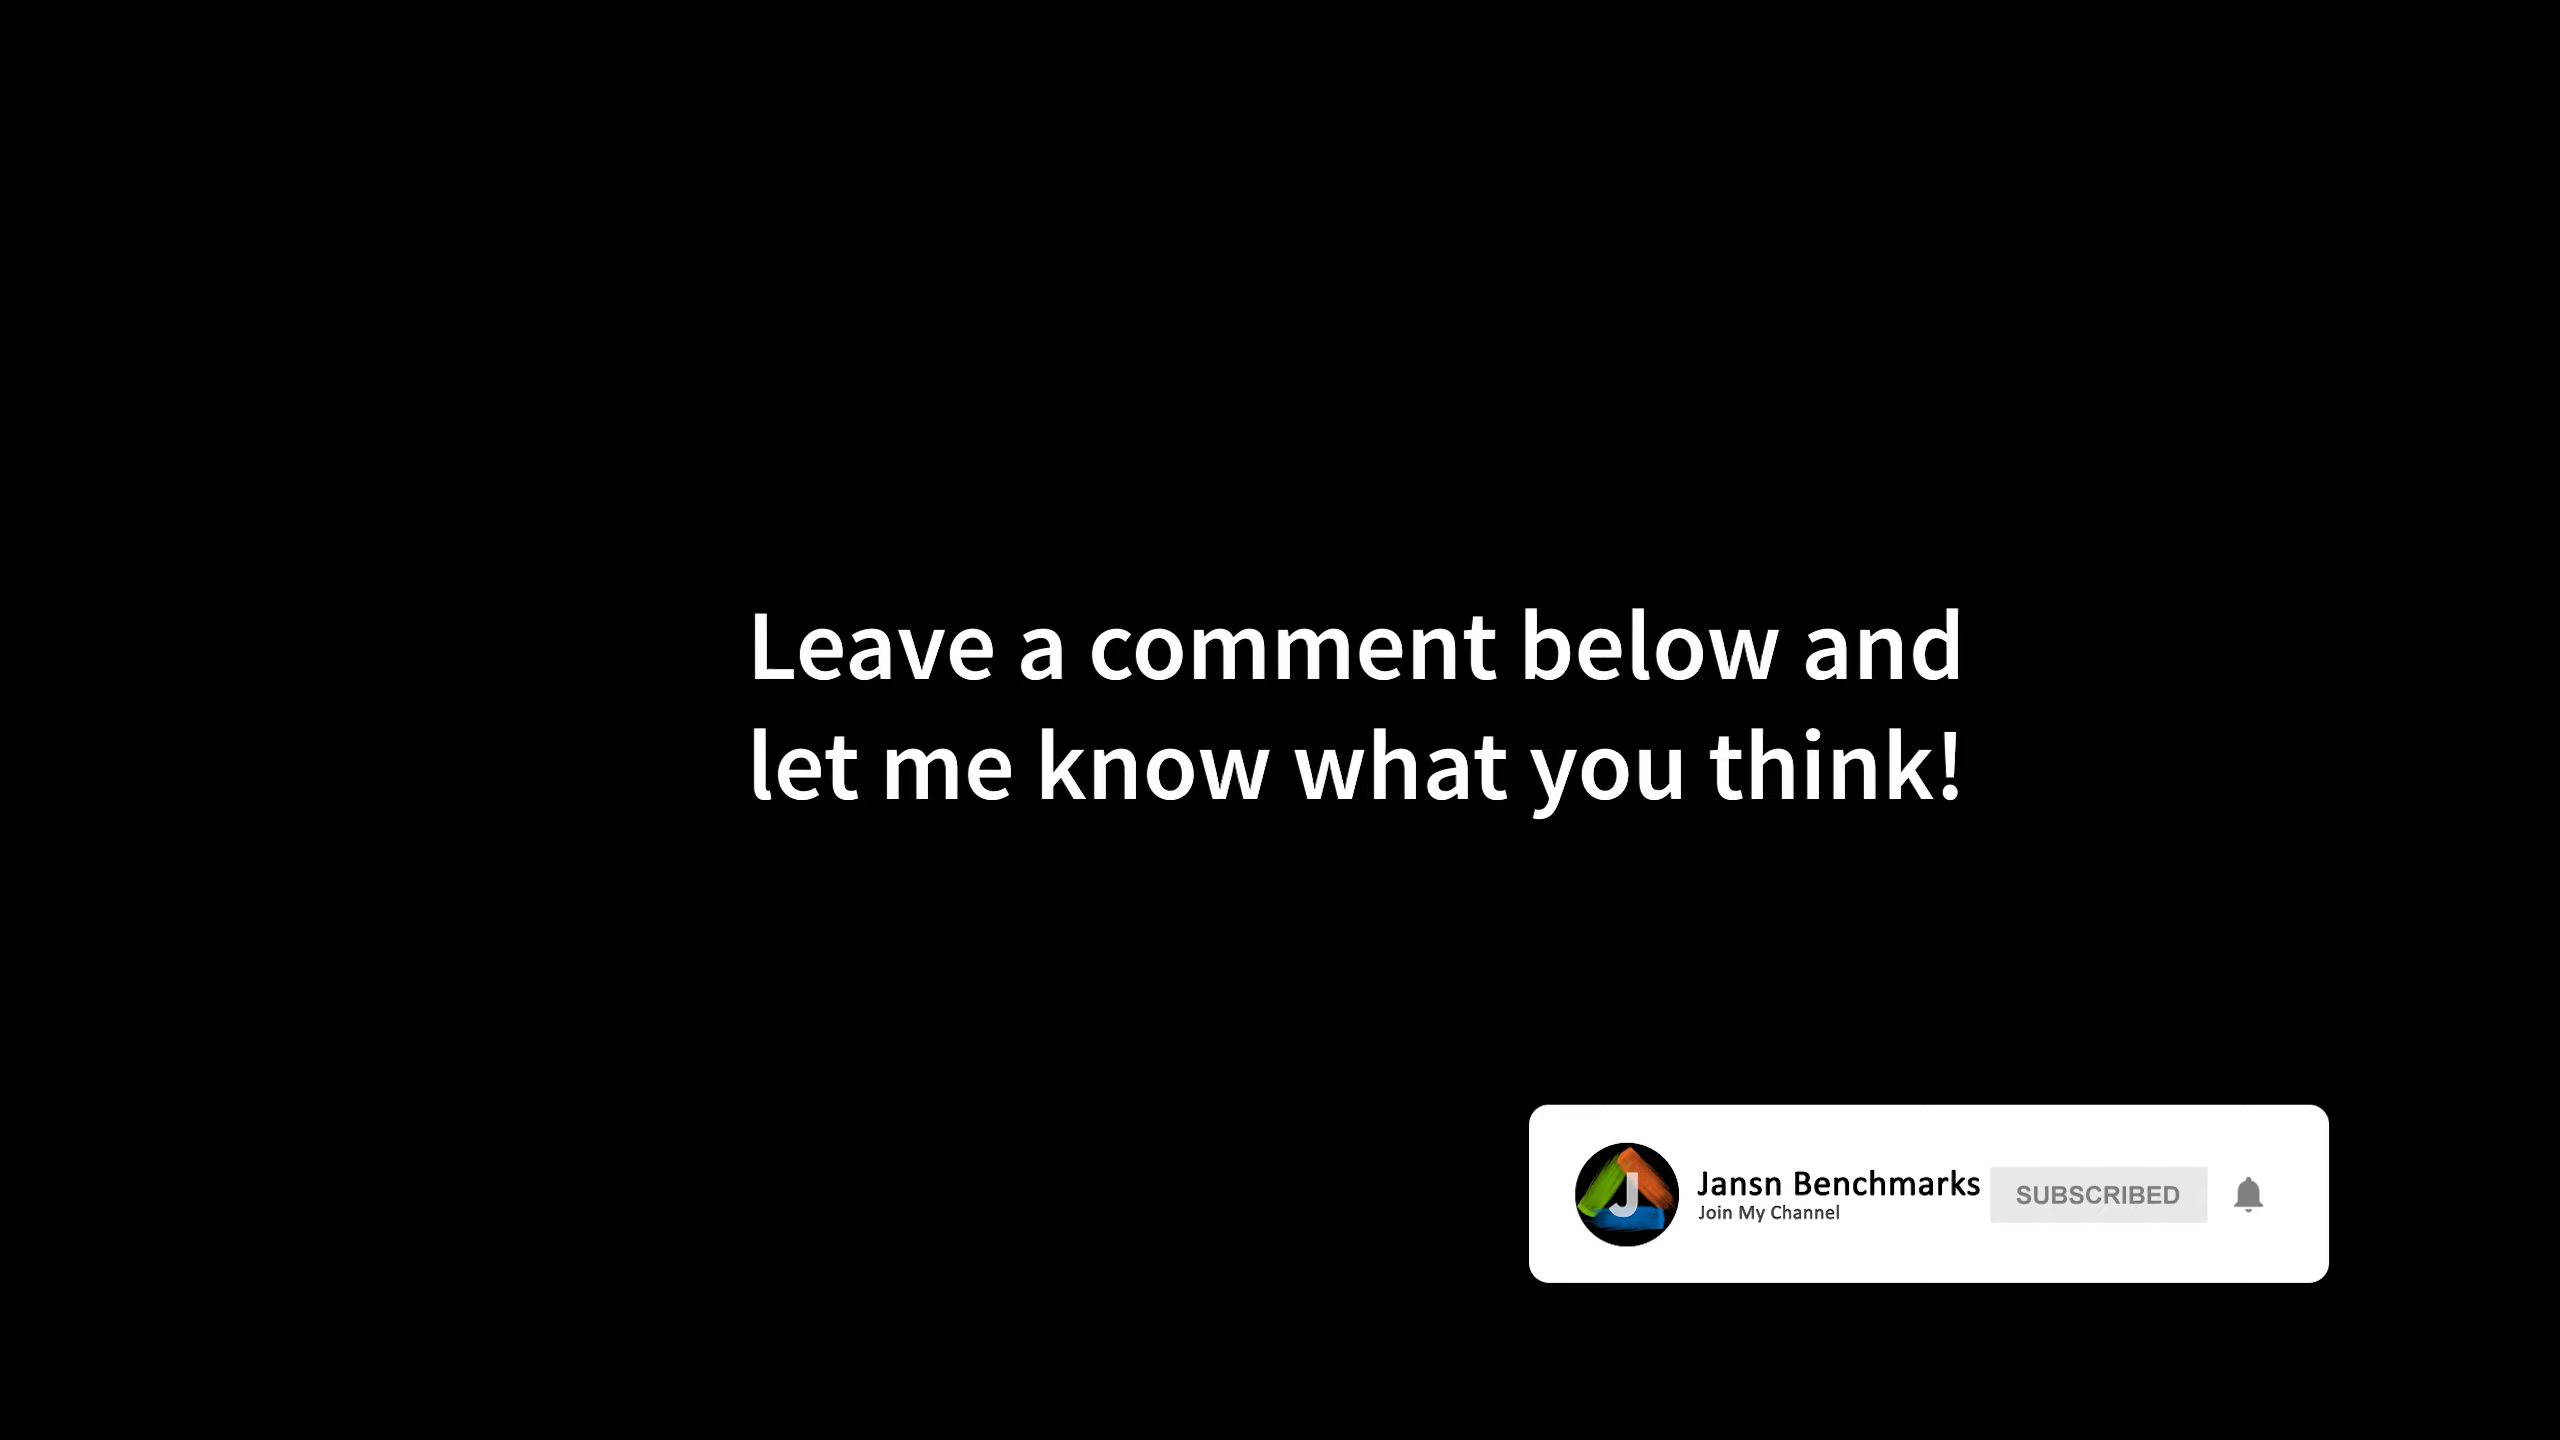 Leave a comment below and
let me know what you think!
J
Jansn Benchmarks
Join My Channel
SUBSCRIBED